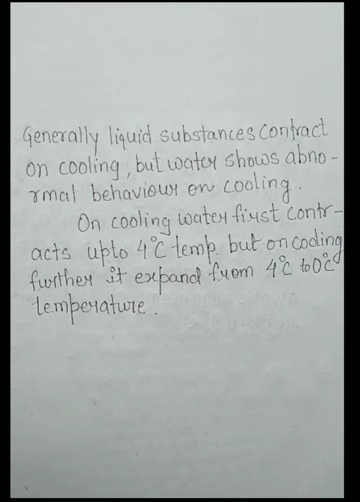 Generally liquid substances contract
on cooling, but water shows abno-
rmal behaviour on cooling.
On cooling water first contr-
acts upto 4°C temp. but on coding
further it expand from 4°C to 0°C
temperature.